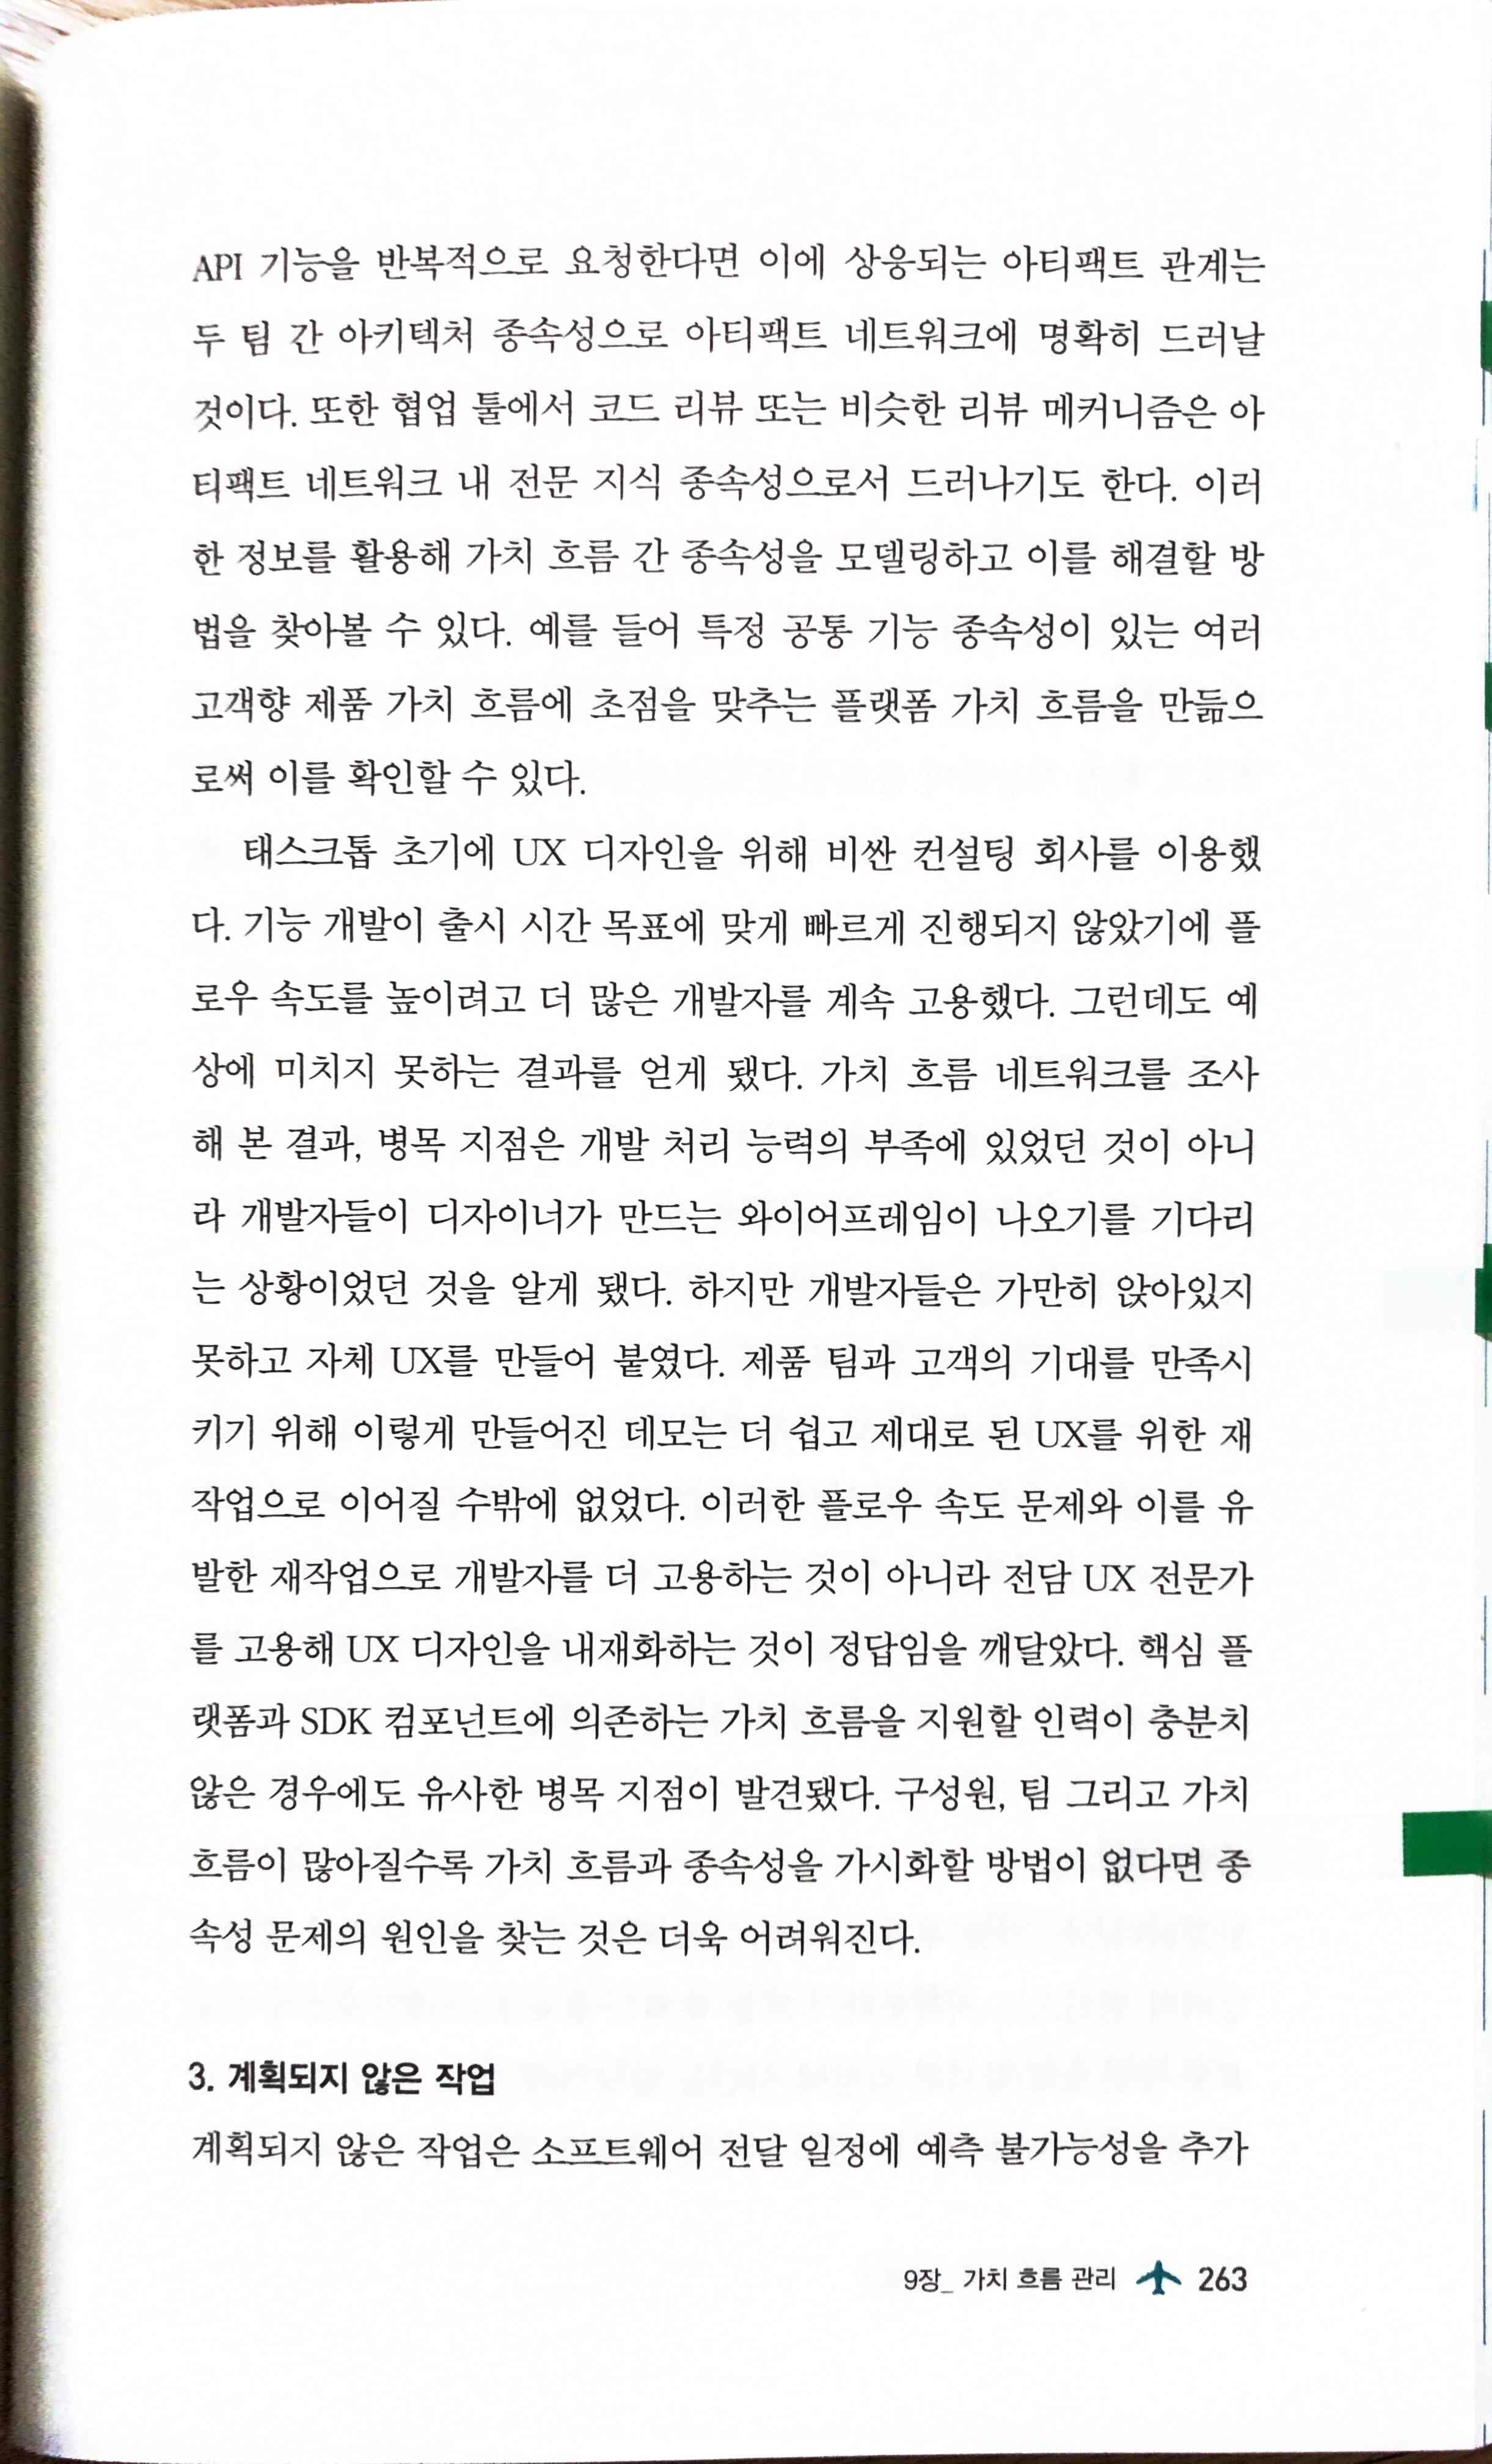 API 기능을 반복적으로 요청한다면 이에 상응되는 아티팩트 관계는
두 팀 간 아키텍처 종속성으로 아티팩트 네트워크에 명확히 드러날
것이다. 또한 협업 툴에서 코드 리뷰 또는 비슷한 리뷰 메커니즘은 아
티팩트 네트워크 내 전문 지식 종속성으로서 드러나기도 한다. 이러
한 정보를 활용해 가치 흐름 간 종속성을 모델링하고 이를 해결할 방
법을 찾아볼 수 있다. 예를 들어 특정 공통 기능 종속성이 있는 여러
고객향 제품 가치 흐름에 초점을 맞추는 플랫폼 가치 흐름을 만듦으
로써 이를 확인할 수 있다.
태스크톱 초기에 UX 디자인을 위해 비싼 컨설팅 회사를 이용했
다. 기능 개발이 출시 시간 목표에 맞게 빠르게 진행되지 않았기에 플
로우 속도를 높이려고 더 많은 개발자를 계속 고용했다. 그런데도 예
상에 미치지 못하는 결과를 얻게 됐다. 가치 흐름 네트워크를 조사
해 본 결과, 병목 지점은 개발 처리 능력의 부족에 있었던 것이 아니
라 개발자들이 디자이너가 만드는 와이어프레임이 나오기를 기다리
는 상황이었던 것을 알게 됐다. 하지만 개발자들은 가만히 앉아있지
못하고 자체 UX를 만들어 붙였다. 제품 팀과 고객의 기대를 만족시
키기 위해 이렇게 만들어진 데모는 더 쉽고 제대로 된 UX를 위한 재
작업으로 이어질 수밖에 없었다. 이러한 플로우 속도 문제와 이를 유
발한 재작업으로 개발자를 더 고용하는 것이 아니라 전담 UX 전문가
를 고용해 UX 디자인을 내재화하는 것이 정답임을 깨달았다. 핵심 플
랫폼과 SDK 컴포넌트에 의존하는 가치 흐름을 지원할 인력이 충분치
않은 경우에도 유사한 병목 지점이 발견됐다. 구성원, 팀 그리고 가치
흐름이 많아질수록 가치 흐름과 종속성을 가시화할 방법이 없다면 종
속성 문제의 원인을 찾는 것은 더욱 어려워진다.
3. 계획되지 않은 작업
계획되지 않은 작업은 소프트웨어 전달 일정에 예측 불가능성을 추가
9장_ 가치 흐름 관리 263